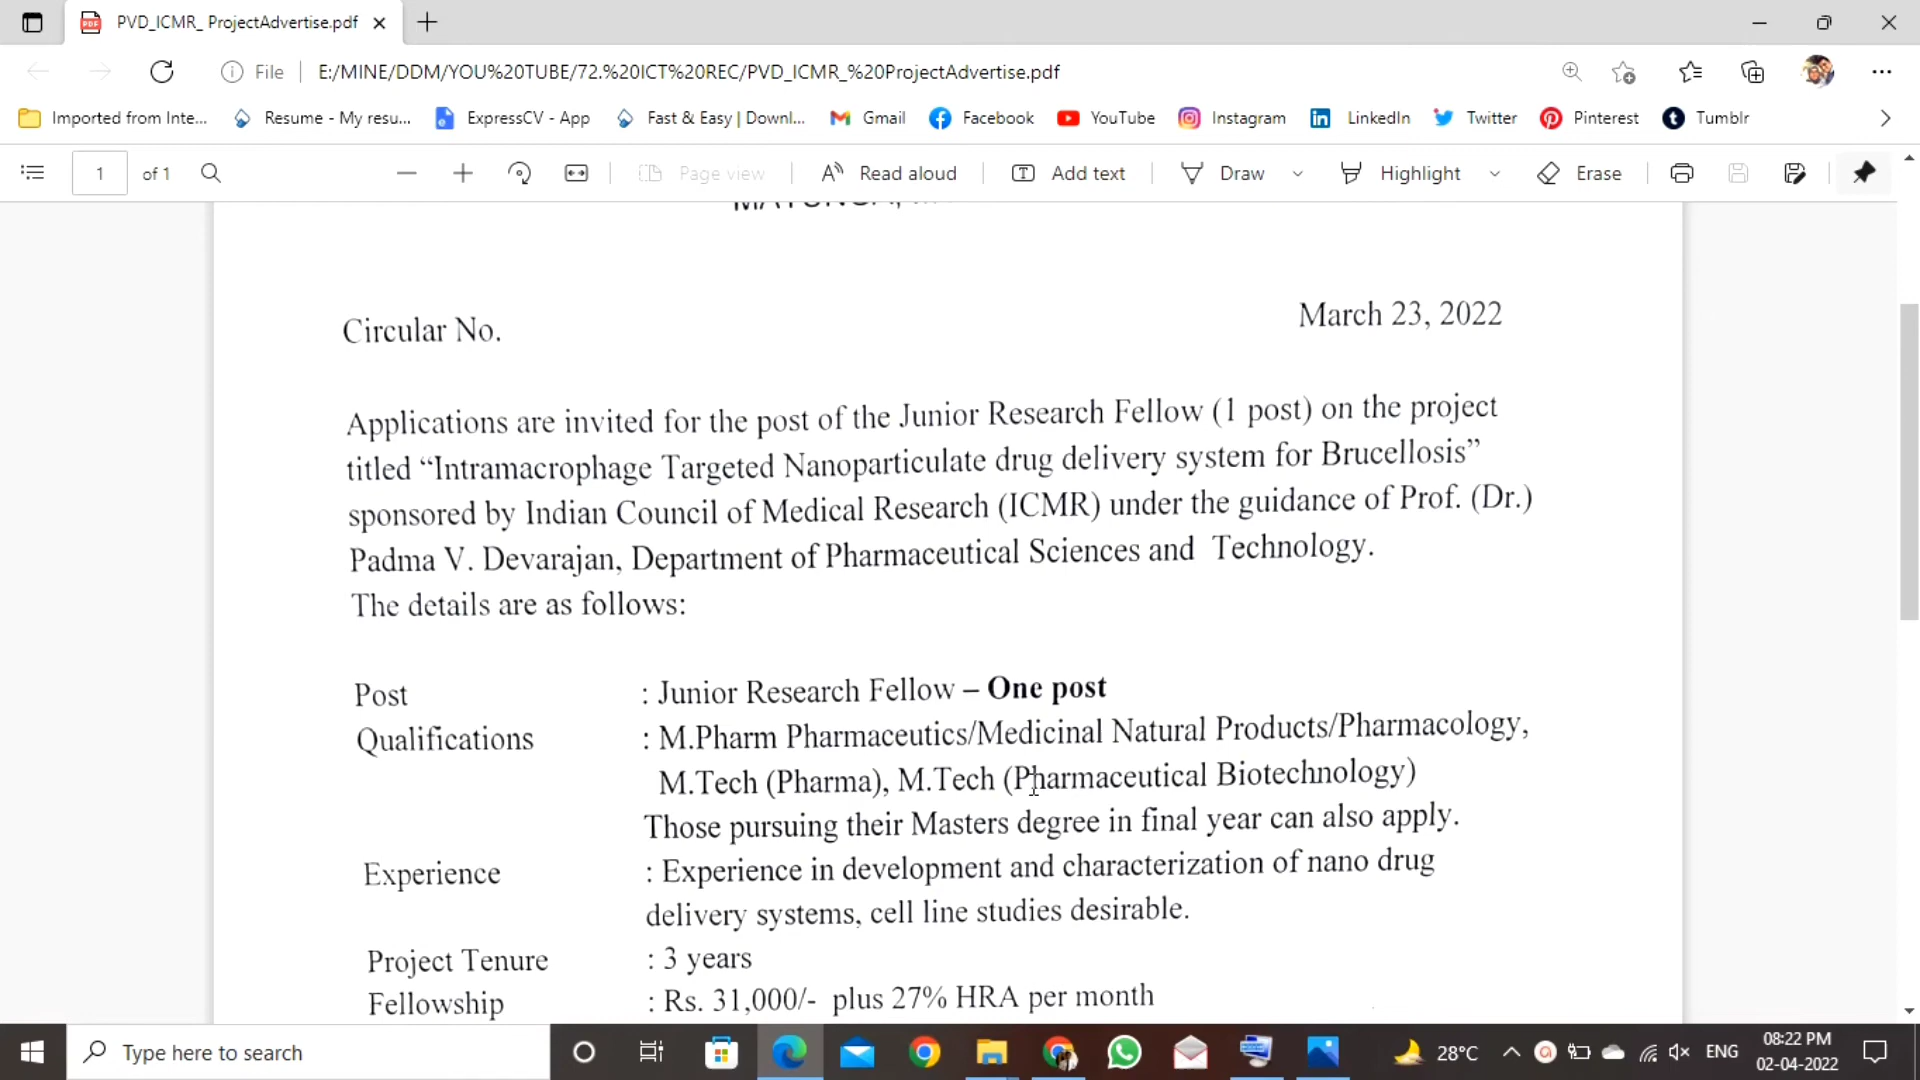 PVD_ICMR_ ProjectAdvertise.pdf
File
E:/MINE/DDM/YOU%20TUBE/72.%20ICT%20REC/PVD_ICMR_%20ProjectAdvertise.pdf
Imported from Inte... Resume - My resu... ExpressCV - App Fast & Easy | Downl... Gmail Facebook YouTube Instagram LinkedIn Twitter Pinterest Tumblr
1 of 1 Page view Read aloud Add text Draw Highlight Erase
March 23, 2022
Circular No.
Applications are invited for the post of the Junior Research Fellow (1 post) on the project
titled “Intramacrophage Targeted Nanoparticulate drug delivery system for Brucellosis”
sponsored by Indian Council of Medical Research (ICMR) under the guidance of Prof. (Dr.)
Padma V. Devarajan, Department of Pharmaceutical Sciences and Technology.
The details are as follows:
Post : Junior Research Fellow – One post
Qualifications : M.Pharm Pharmaceutics/Medicinal Natural Products/Pharmacology,
M.Tech (Pharma), M.Tech (Pharmaceutical Biotechnology)
Those pursuing their Masters degree in final year can also apply.
Experience : Experience in development and characterization of nano drug
delivery systems, cell line studies desirable.
Project Tenure : 3 years
Fellowship : Rs. 31,000/- plus 27% HRA per month
Type here to search
28°C
ENG
08:22 PM
02-04-2022